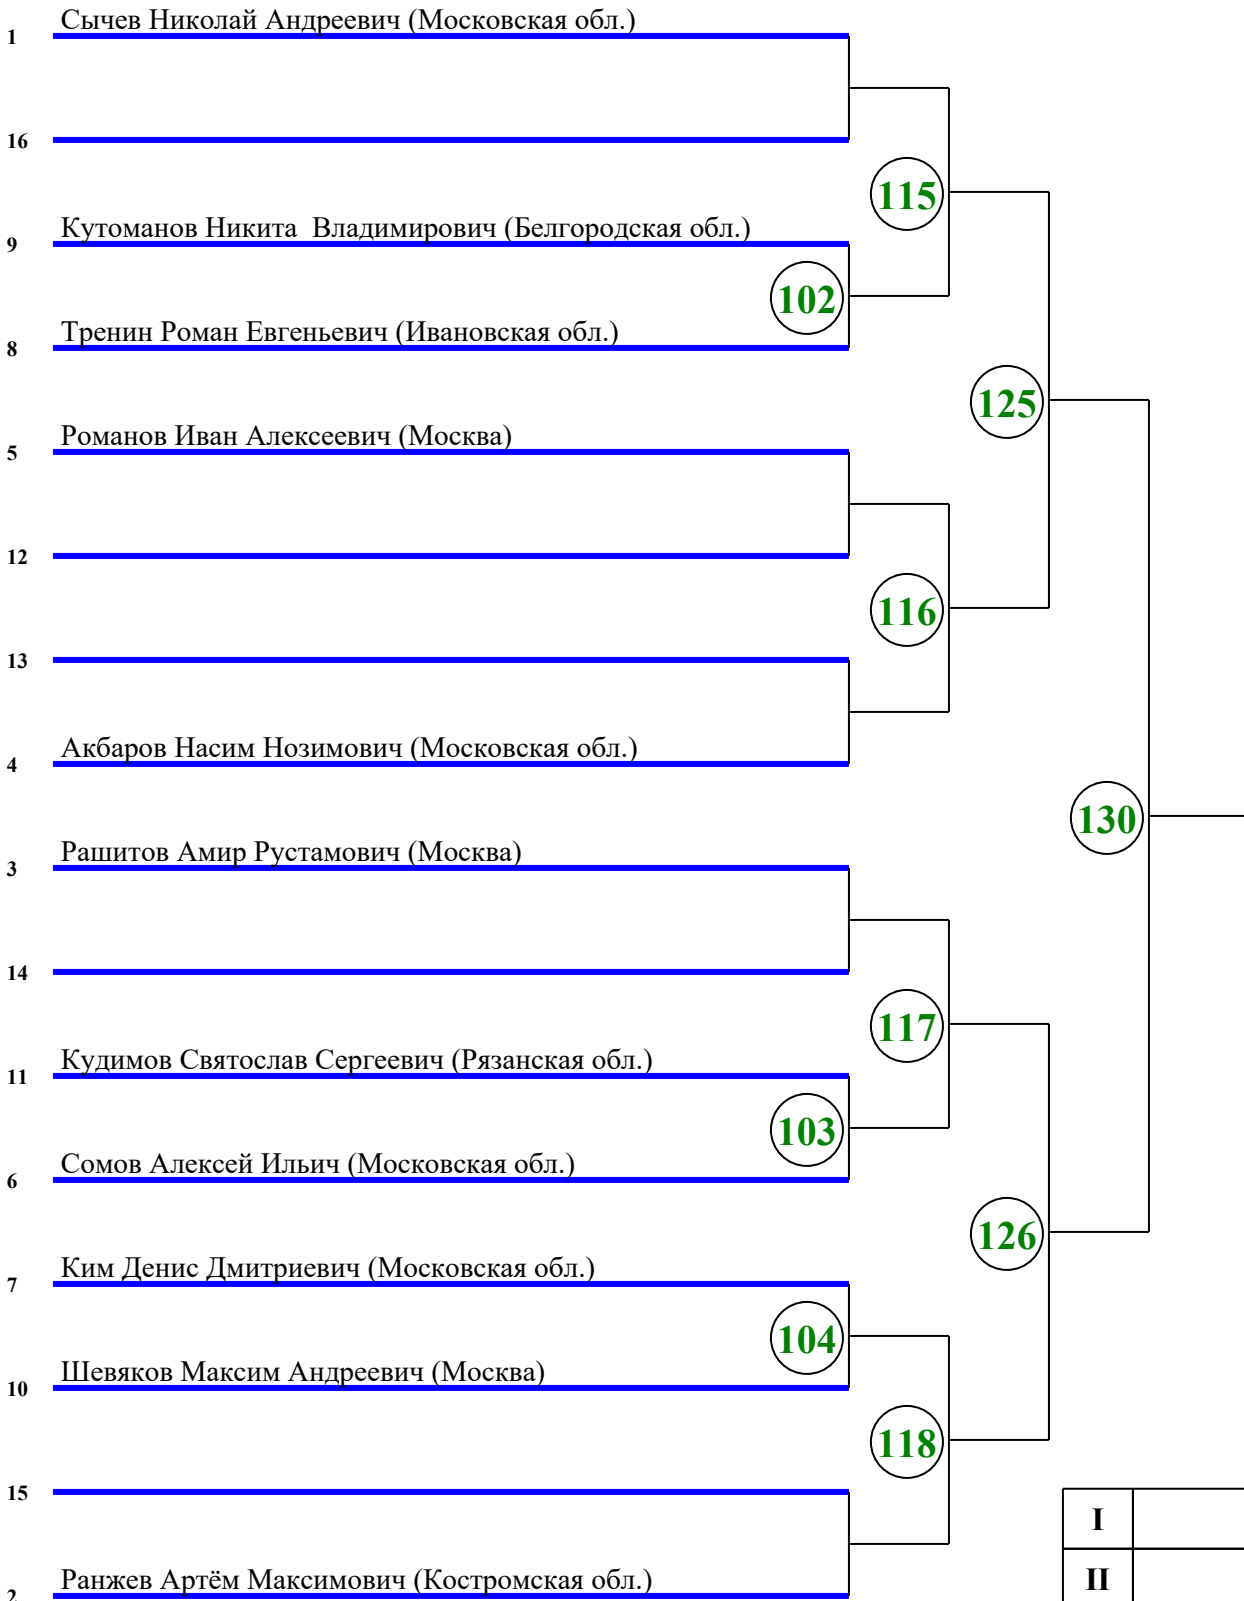 Сычев Николай Андреевич (Московская обл.)
1
16
115
Кутоманов Никита  Владимирович (Белгородская обл.)
9
102
Тренин Роман Евгеньевич (Ивановская обл.)
8
125
Романов Иван Алексеевич (Москва)
5
12
116
13
Акбаров Насим Нозимович (Московская обл.)
4
130
Рашитов Амир Рустамович (Москва)
3
14
117
Кудимов Святослав Сергеевич (Рязанская обл.)
11
103
Сомов Алексей Ильич (Московская обл.)
6
126
Ким Денис Дмитриевич (Московская обл.)
7
104
Шевяков Максим Андреевич (Москва)
10
118
15
I
Ранжев Артём Максимович (Костромская обл.)
2
II